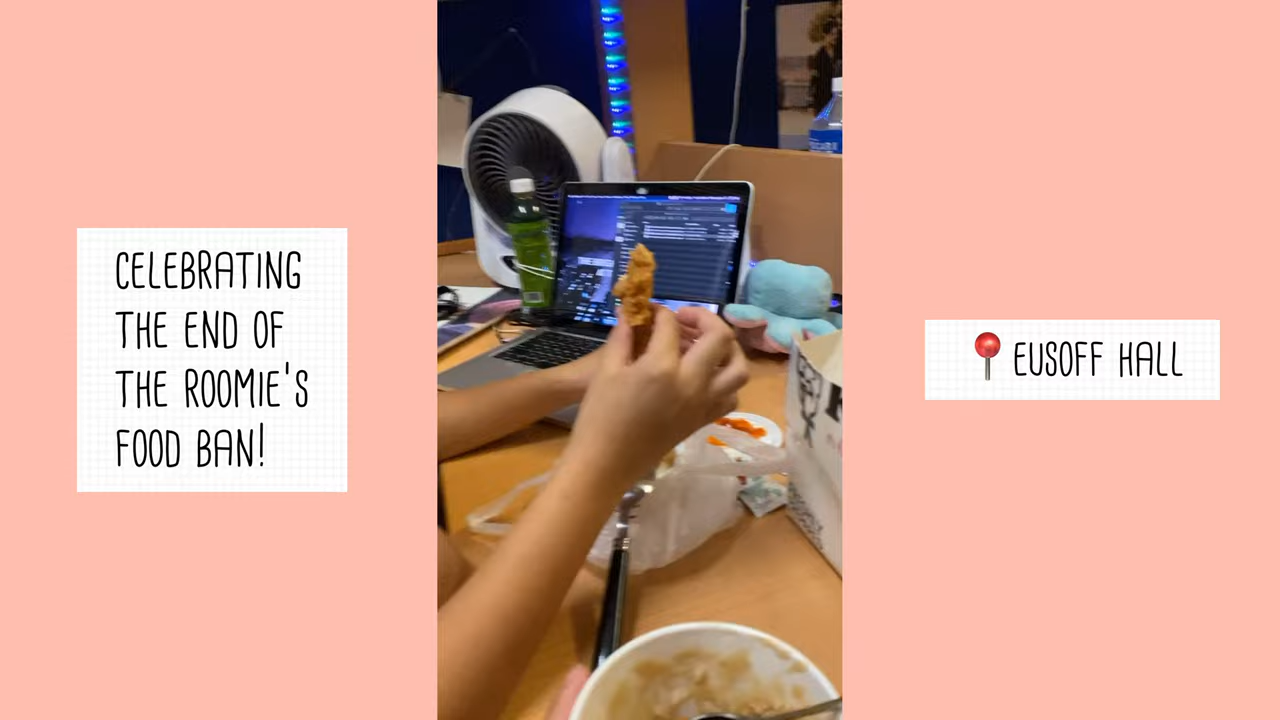 CELEBRATING
THE END OF
THE ROOMIE'S
FOOD BAN!
EUSOFF HALL